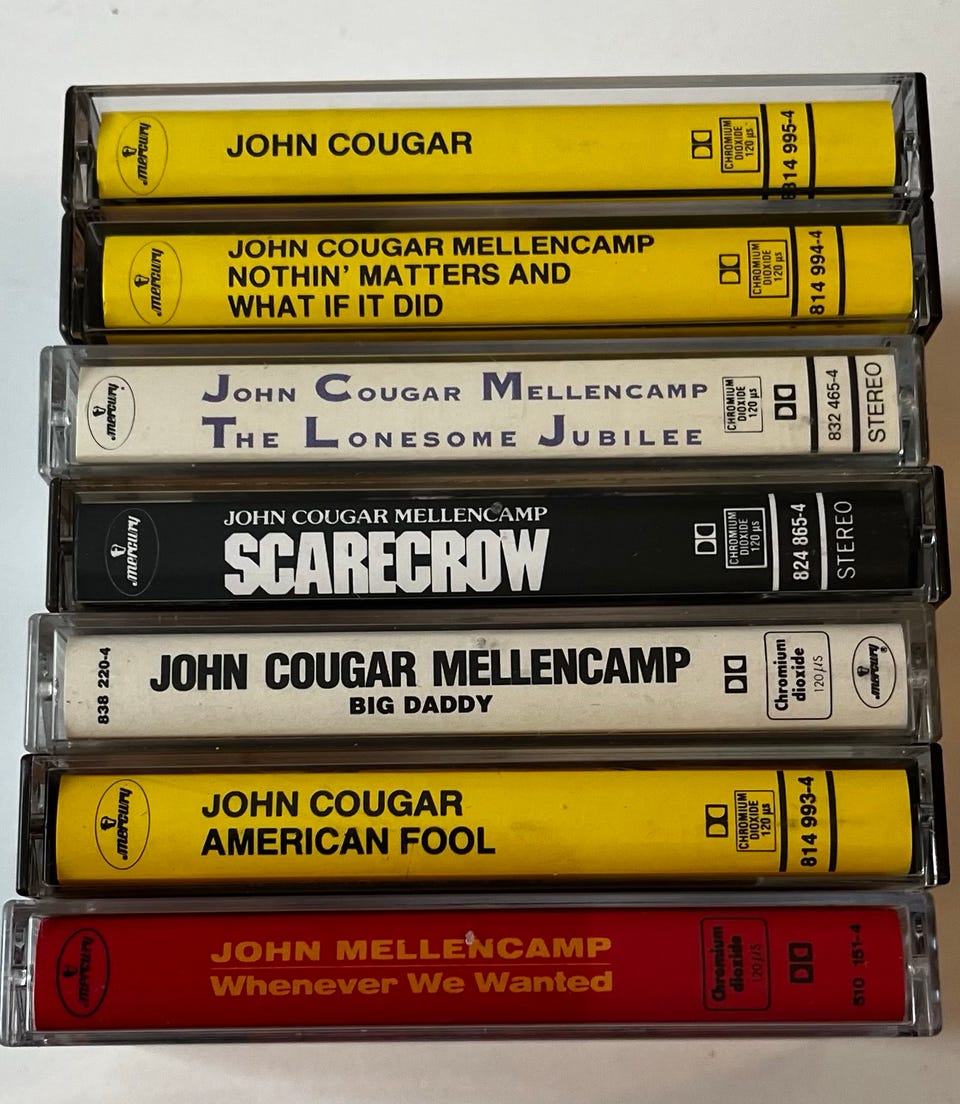 mercury
JOHN COUGAR
CHROMIUM
DIOXIDE
120 µs
814 995-4
mercury
JOHN COUGAR MELLENCAMP
NOTHIN' MATTERS AND
WHAT IF IT DID
CHROMIUM
DIOXIDE
120 µs
814 994-4
mercury
JOHN COUGAR MELLENCAMP
THE LONESOME JUBILEE
CHROMIUM
DIOXIDE
120 µs
832 465-4
STEREO
mercury
JOHN COUGAR MELLENCAMP
SCARECROW
CHROMIUM
DIOXIDE
120 µs
824 865-4
STEREO
838 220-4
JOHN COUGAR MELLENCAMP
BIG DADDY
Chromium
dioxide
120 µs
mercury
mercury
JOHN COUGAR
AMERICAN FOOL
CHROMIUM
DIOXIDE
120 µs
814 993-4
mercury
JOHN MELLENCAMP
Whenever We Wanted
Chromium
dioxide
120 µs
510 151-4